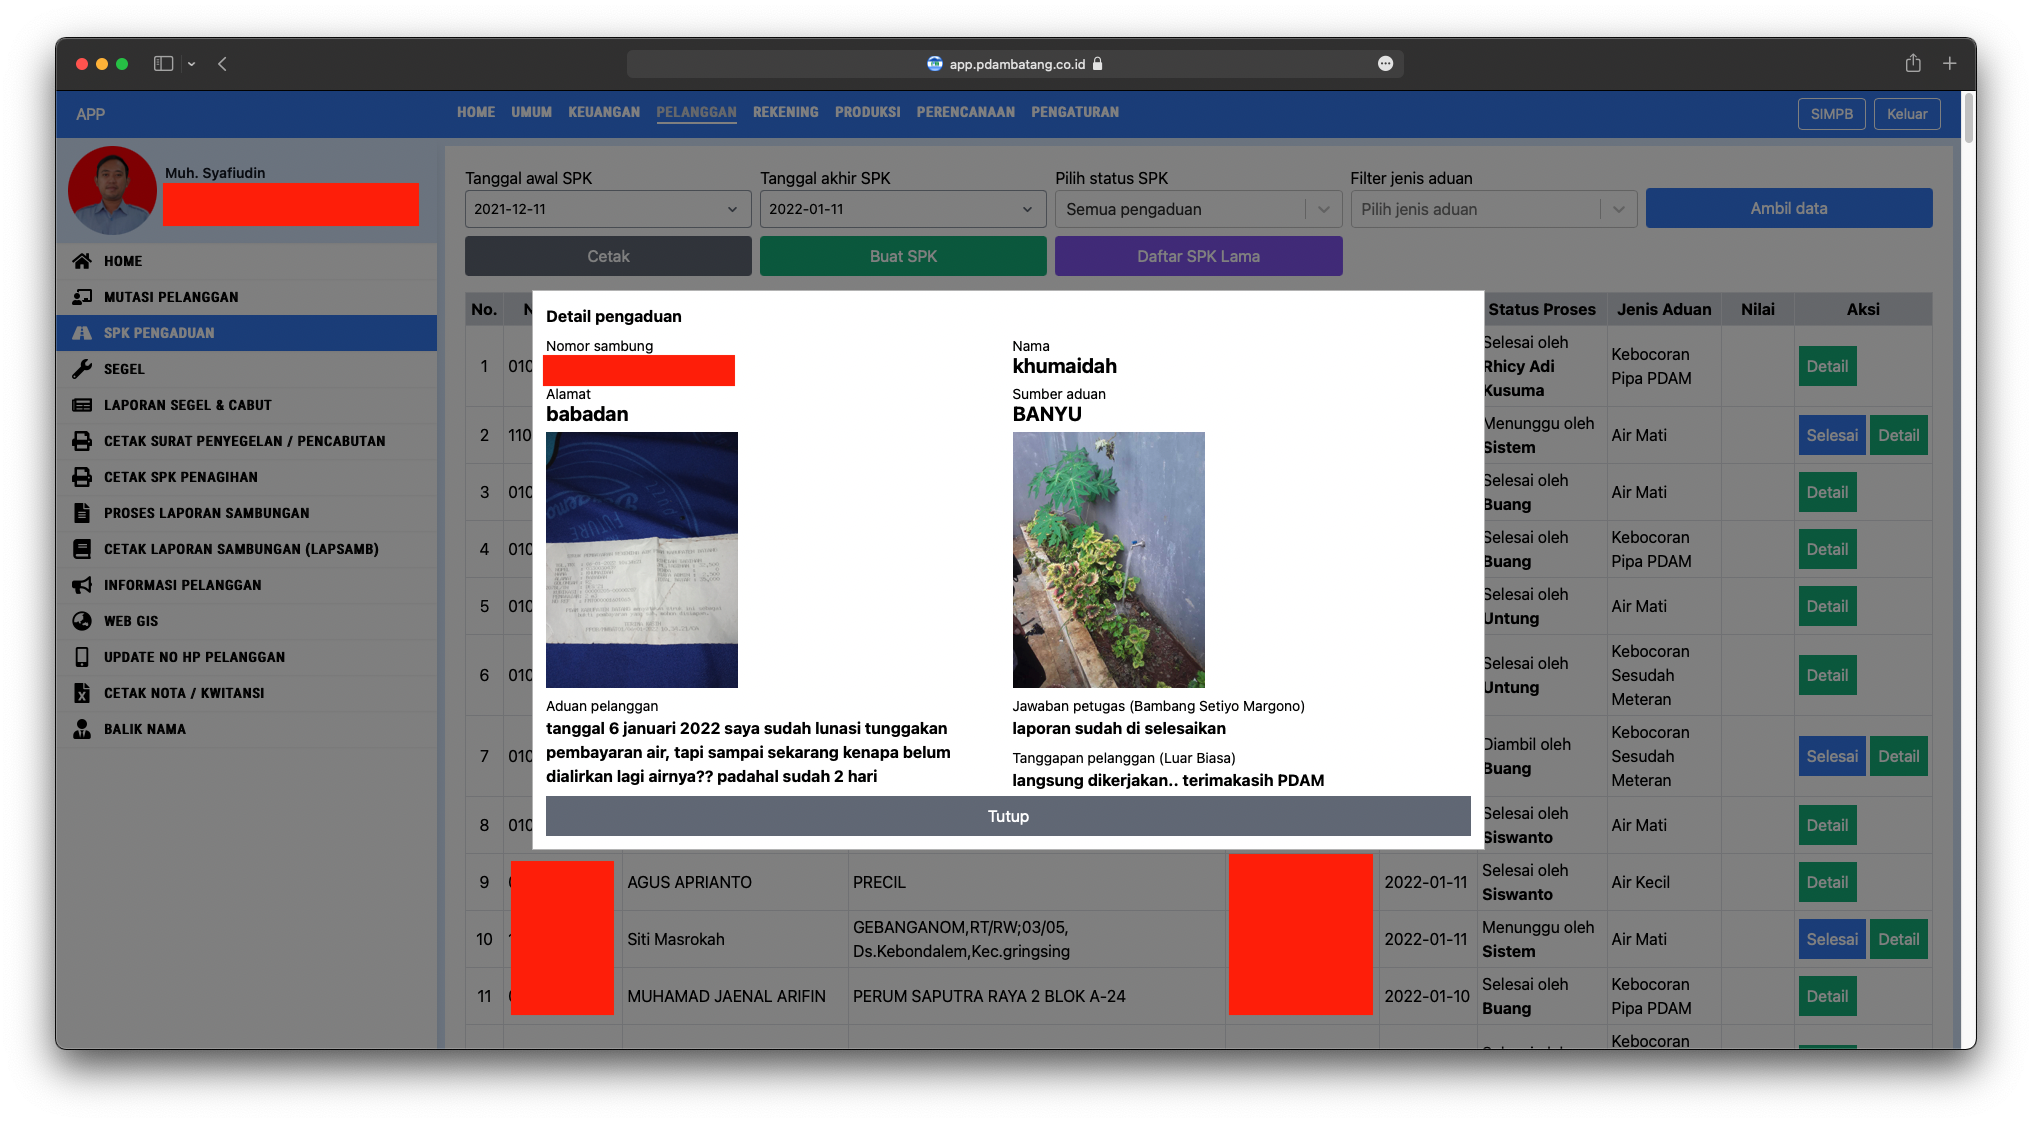 app.pdambatang.co.id
APP
HOME UMUM KEUANGAN PELANGGAN REKENING PRODUKSI PERENCANAAN PENGATURAN
SIMPB Keluar
Muh. Syafiudin
HOME
MUTASI PELANGGAN
SPK PENGADUAN
SEGEL
LAPORAN SEGEL & CABUT
CETAK SURAT PENYEGELAN / PENCABUTAN
CETAK SPK PENAGIHAN
PROSES LAPORAN SAMBUNGAN
CETAK LAPORAN SAMBUNGAN (LAPSAMB)
INFORMASI PELANGGAN
WEB GIS
UPDATE NO HP PELANGGAN
CETAK NOTA / KWITANSI
BALIK NAMA
Tanggal awal SPK Tanggal akhir SPK Pilih status SPK Filter jenis aduan
2021-12-11 2022-01-11 Semua pengaduan Pilih jenis aduan Ambil data
Cetak Buat SPK Daftar SPK Lama
No. N Status Proses Jenis Aduan Nilai Aksi
Detail pengaduan
Nomor sambung
Nama
khumaidah
Alamat
babadan
Sumber aduan
BANYU
FUTURE
Aduan pelanggan
tanggal 6 januari 2022 saya sudah lunasi tunggakan
pembayaran air, tapi sampai sekarang kenapa belum
dialirkan lagi airnya?? padahal sudah 2 hari
Jawaban petugas (Bambang Setiyo Margono)
laporan sudah di selesaikan
Tanggapan pelanggan (Luar Biasa)
langsung dikerjakan.. terimakasih PDAM
Tutup
1 010 Selesai oleh Rhicy Adi Kusuma Kebocoran Pipa PDAM Detail
2 110 Menunggu oleh Sistem Air Mati Selesai Detail
3 010 Selesai oleh Buang Air Mati Detail
4 010 Selesai oleh Buang Kebocoran Pipa PDAM Detail
5 010 Selesai oleh Untung Air Mati Detail
6 010 Selesai oleh Untung Kebocoran Sesudah Meteran Detail
7 010 Diambil oleh Buang Kebocoran Sesudah Meteran Selesai Detail
8 010 Selesai oleh Siswanto Air Mati Detail
9 AGUS APRIANTO PRECIL 2022-01-11 Selesai oleh Siswanto Air Kecil Detail
10 Siti Masrokah GEBANGANOM,RT/RW;03/05, Ds.Kebondalem,Kec.gringsing 2022-01-11 Menunggu oleh Sistem Air Mati Selesai Detail
11 MUHAMAD JAENAL ARIFIN PERUM SAPUTRA RAYA 2 BLOK A-24 2022-01-10 Selesai oleh Buang Kebocoran Pipa PDAM Detail
Kebocoran